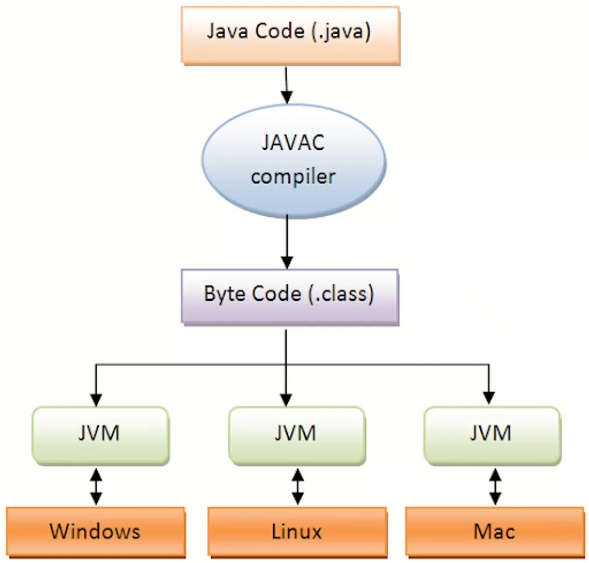 Java Code (.java)
JAVAC
compiler
Byte Code (.class)
JVM
JVM
JVM
Windows
Linux
Mac